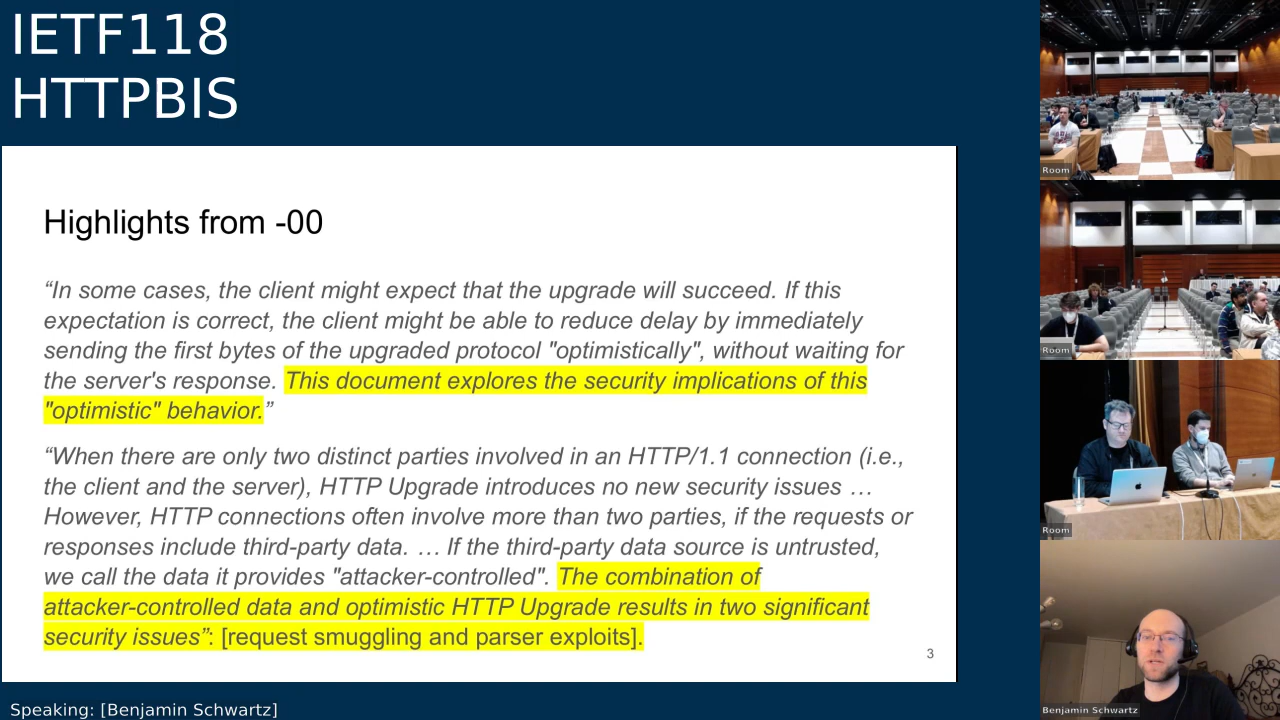 IETF118
HTTPBIS
Highlights from -00
“In some cases, the client might expect that the upgrade will succeed. If this
expectation is correct, the client might be able to reduce delay by immediately
sending the first bytes of the upgraded protocol "optimistically", without waiting for
the server's response. This document explores the security implications of this
"optimistic" behavior.”
“When there are only two distinct parties involved in an HTTP/1.1 connection (i.e.,
the client and the server), HTTP Upgrade introduces no new security issues …
However, HTTP connections often involve more than two parties, if the requests or
responses include third-party data. … If the third-party data source is untrusted,
we call the data it provides "attacker-controlled". The combination of
attacker-controlled data and optimistic HTTP Upgrade results in two significant
security issues”: [request smuggling and parser exploits].
3
Room
Room
Room
Benjamin Schwartz
Speaking: [Benjamin Schwartz]